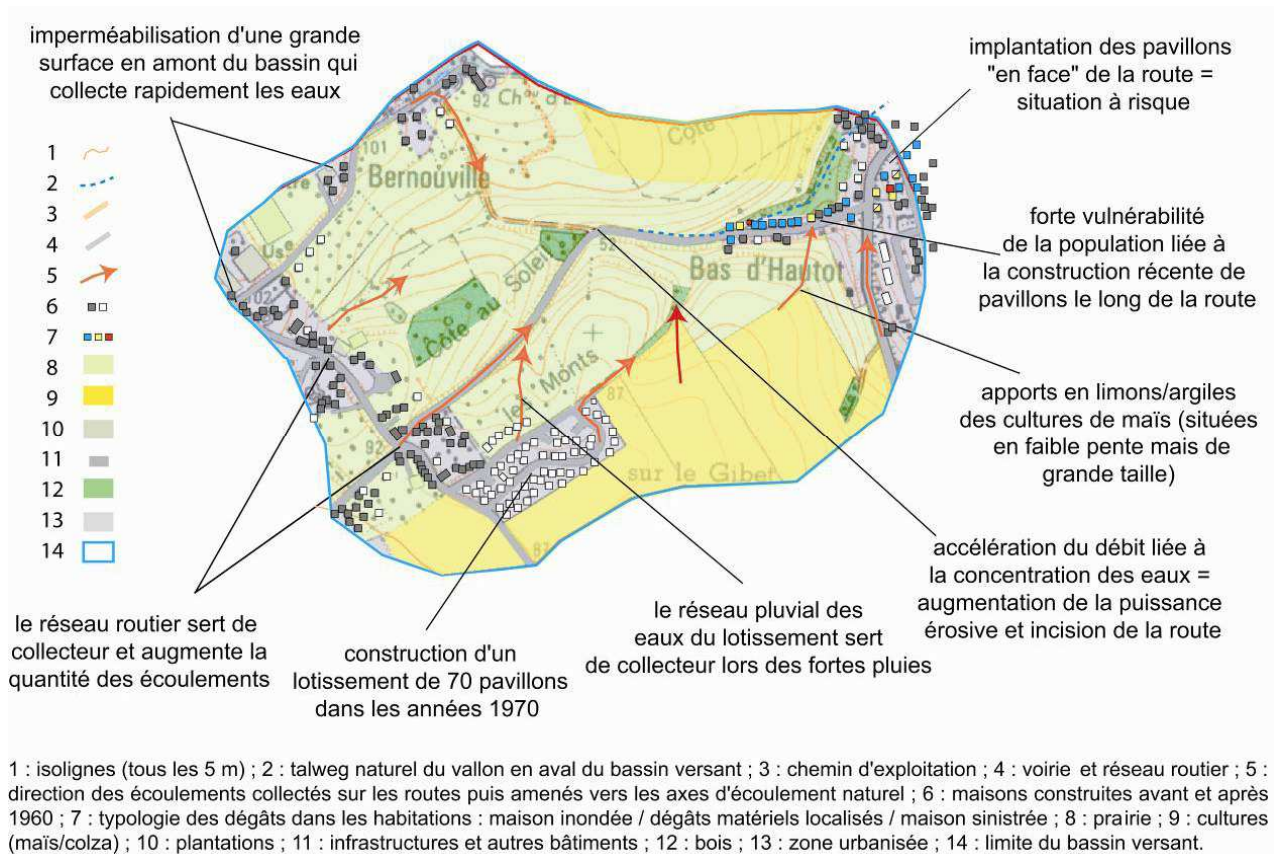 imperméabilisation d'une grande
surface en amont du bassin qui
collecte rapidement les eaux
implantation des pavillons
"en face" de la route =
situation à risque
forte vulnérabilité
de la population liée à
la construction récente de
pavillons le long de la route
apports en limons/argiles
des cultures de maïs (situées
en faible pente mais de
grande taille)
accélération du débit liée à
la concentration des eaux =
augmentation de la puissance
érosive et incision de la route
le réseau pluvial des
eaux du lotissement sert
de collecteur lors des fortes pluies
construction d'un
lotissement de 70 pavillons
dans les années 1970
le réseau routier sert de
collecteur et augmente la
quantité des écoulements
1
2
3
4
5
6
7
8
9
10
11
12
13
14
92
101
Bernouville
Côte
Us
102
Soleil
Côte au
Bas d'Hautot
21
les Monts
87
92
sur le Gibet
1 : isolignes (tous les 5 m) ; 2 : talweg naturel du vallon en aval du bassin versant ; 3 : chemin d'exploitation ; 4 : voirie et réseau routier ; 5 :
direction des écoulements collectés sur les routes puis amenés vers les axes d'écoulement naturel ; 6 : maisons construites avant et après
1960 ; 7 : typologie des dégâts dans les habitations : maison inondée / dégâts matériels localisés / maison sinistrée ; 8 : prairie ; 9 : cultures
(maïs/colza) ; 10 : plantations ; 11 : infrastructures et autres bâtiments ; 12 : bois ; 13 : zone urbanisée ; 14 : limite du bassin versant.